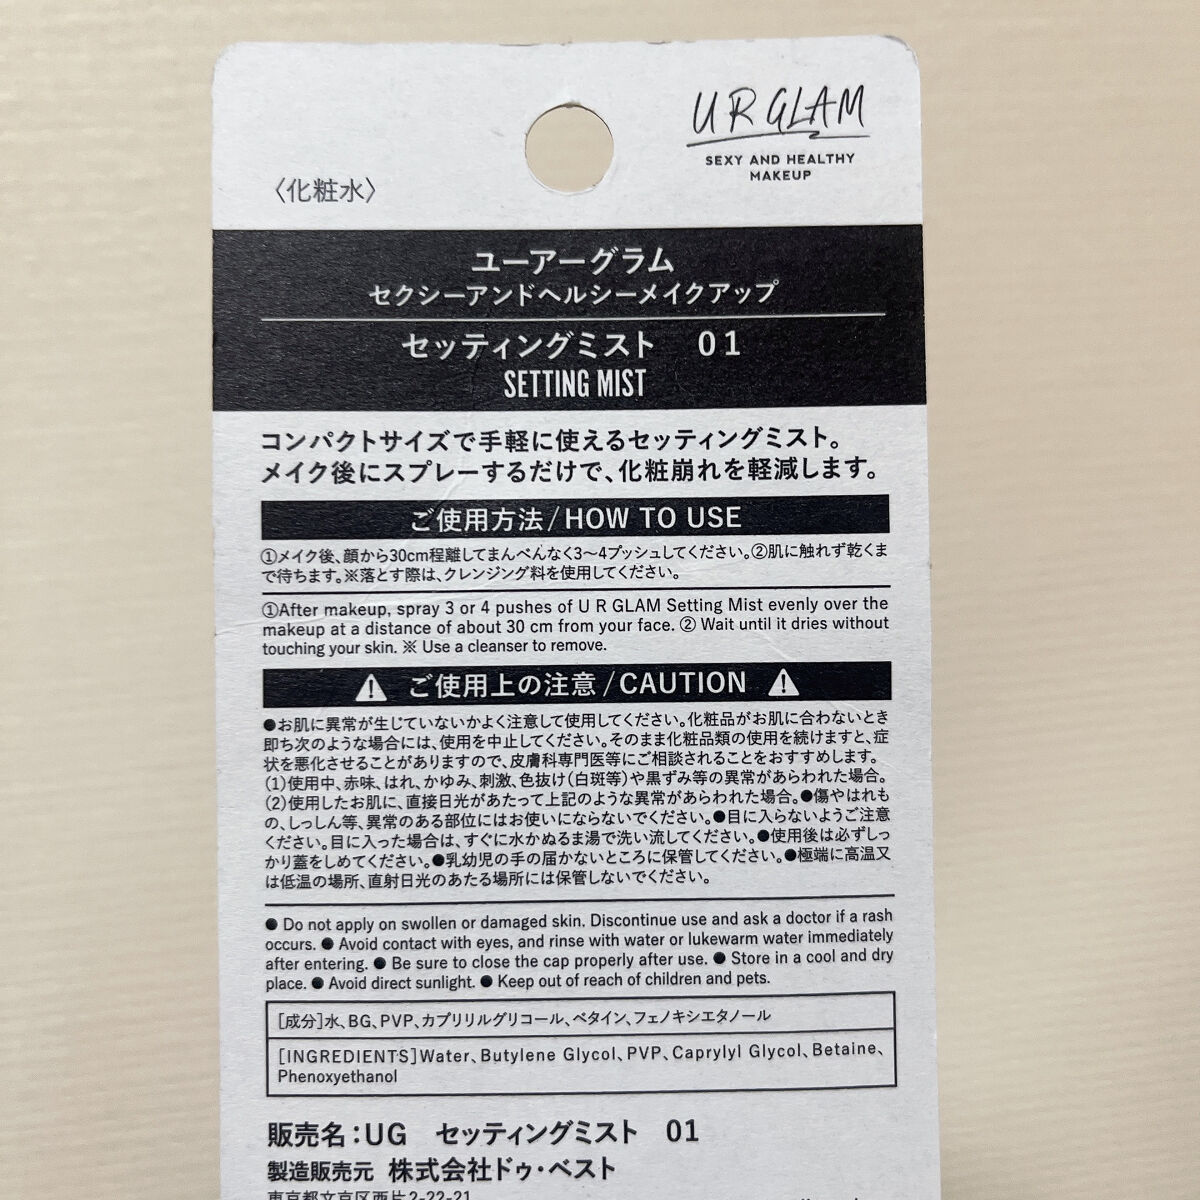 〈化粧水〉
U R GLAM
SEXY AND HEALTHY
MAKEUP
ユーアーグラム
セクシーアンドヘルシーメイクアップ
セッティングミスト 01
SETTING MIST
コンパクトサイズで手軽に使えるセッティングミスト。
メイク後にスプレーするだけで、化粧崩れを軽減します。
ご使用方法/HOW TO USE
①メイク後、顔から30cm程離してまんべんなく3〜4プッシュしてください。②肌に触れず乾くま
で待ちます。※落とす際は、クレンジング料を使用してください。
①After makeup, spray 3 or 4 pushes of U R GLAM Setting Mist evenly over the
makeup at a distance of about 30 cm from your face. ② Wait until it dries without
touching your skin. ※ Use a cleanser to remove.
⚠ ご使用上の注意/CAUTION ⚠
●お肌に異常が生じていないかよく注意して使用してください。化粧品がお肌に合わないとき
即ち次のような場合には、使用を中止してください。そのまま化粧品類の使用を続けますと、症
状を悪化させることがありますので、皮膚科専門医等にご相談されることをおすすめします。
(1)使用中、赤味、はれ、かゆみ、刺激、色抜け(白斑等)や黒ずみ等の異常があらわれた場合。
(2)使用したお肌に、直接日光があたって上記のような異常があらわれた場合。●傷やはれも
の、しっしん等、異常のある部位にはお使いにならないでください。●目に入らないようご注意
ください。目に入った場合は、すぐに水かぬるま湯で洗い流してください。●使用後は必ずしっ
かり蓋をしめてください。●乳幼児の手の届かないところに保管してください。●極端に高温又
は低温の場所、直射日光のあたる場所には保管しないでください。
● Do not apply on swollen or damaged skin. Discontinue use and ask a doctor if a rash
occurs. ● Avoid contact with eyes, and rinse with water or lukewarm water immediately
after entering. ● Be sure to close the cap properly after use. ● Store in a cool and dry
place. ● Avoid direct sunlight. ● Keep out of reach of children and pets.
[成分]水、BG、PVP、カプリリルグリコール、ベタイン、フェノキシエタノール
[INGREDIENTS]Water、Butylene Glycol、PVP、Caprylyl Glycol、Betaine、
Phenoxyethanol
販売名:UG セッティングミスト 01
製造販売元 株式会社ドゥ・ベスト
東京都文京区西片2-22-21